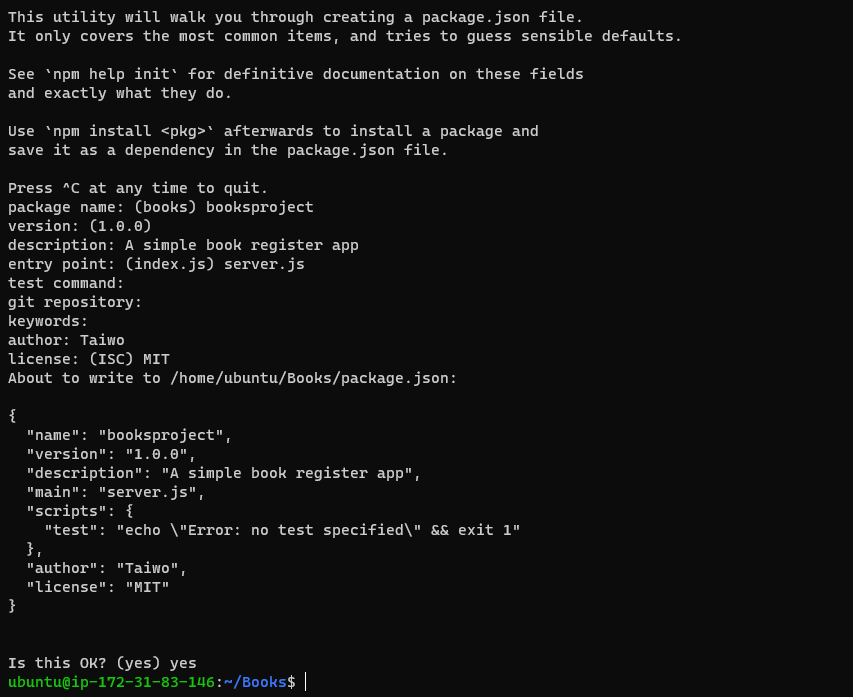 This utility will walk you through creating a package.json file.
It only covers the most common items, and tries to guess sensible defaults.

See `npm help init` for definitive documentation on these fields
and exactly what they do.

Use `npm install <pkg>` afterwards to install a package and
save it as a dependency in the package.json file.

Press ^C at any time to quit.
package name: (books) booksproject
version: (1.0.0)
description: A simple book register app
entry point: (index.js) server.js
test command:
git repository:
keywords:
author: Taiwo
license: (ISC) MIT
About to write to /home/ubuntu/Books/package.json:

{
  "name": "booksproject",
  "version": "1.0.0",
  "description": "A simple book register app",
  "main": "server.js",
  "scripts": {
    "test": "echo \"Error: no test specified\" && exit 1"
  },
  "author": "Taiwo",
  "license": "MIT"
}

Is this OK? (yes) yes
ubuntu@ip-172-31-83-146:~/Books$